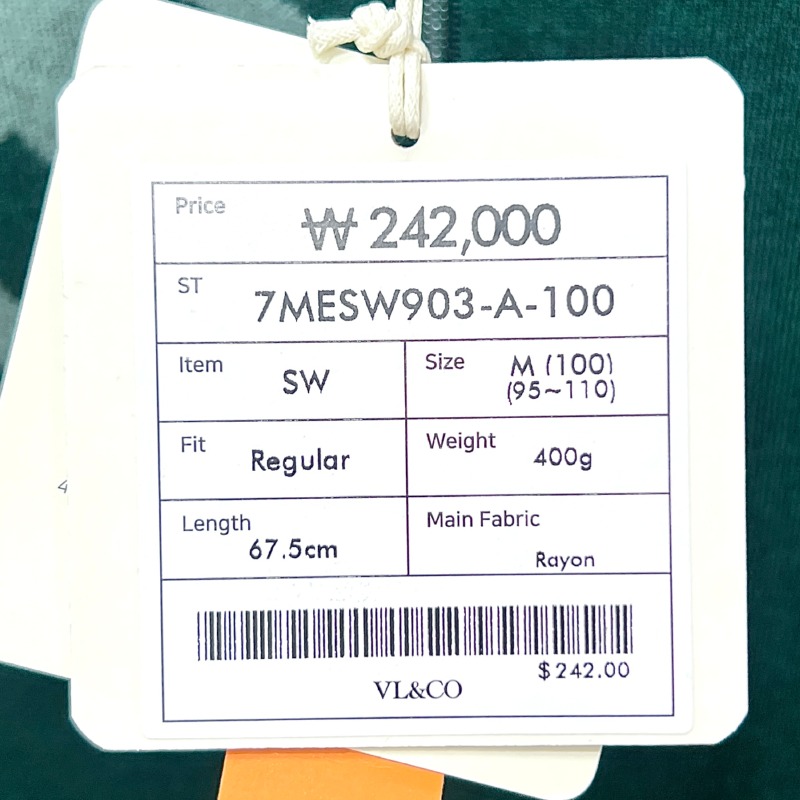 Price
₩ 242,000
ST
7MESW903-A-100
Item
SW
Size
M (100)
(95~110)
Fit
Regular
Weight
400g
Length
67.5cm
Main Fabric
Rayon
$242.00
VL&CO
4